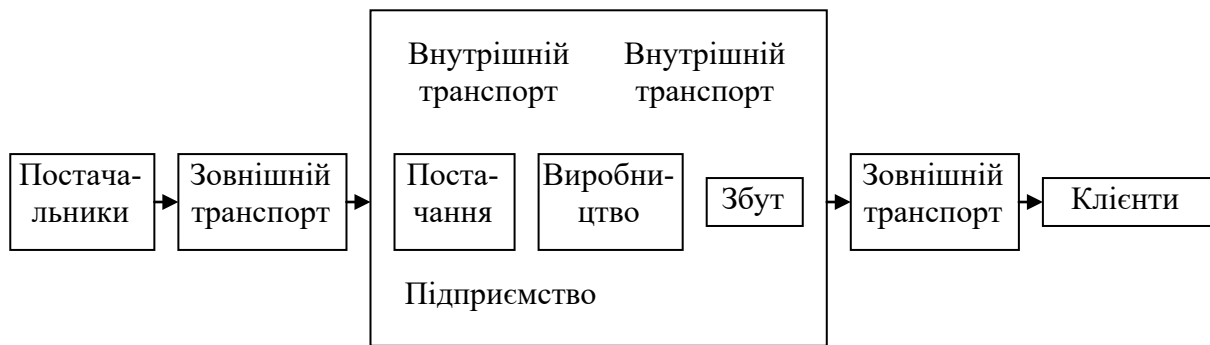 Внутрішній
транспорт
Внутрішній
транспорт
Постача-
льники
Зовнішній
транспорт
Поста-
чання
Виробни-
цтво
Збут
Зовнішній
транспорт
Клієнти
Підприємство